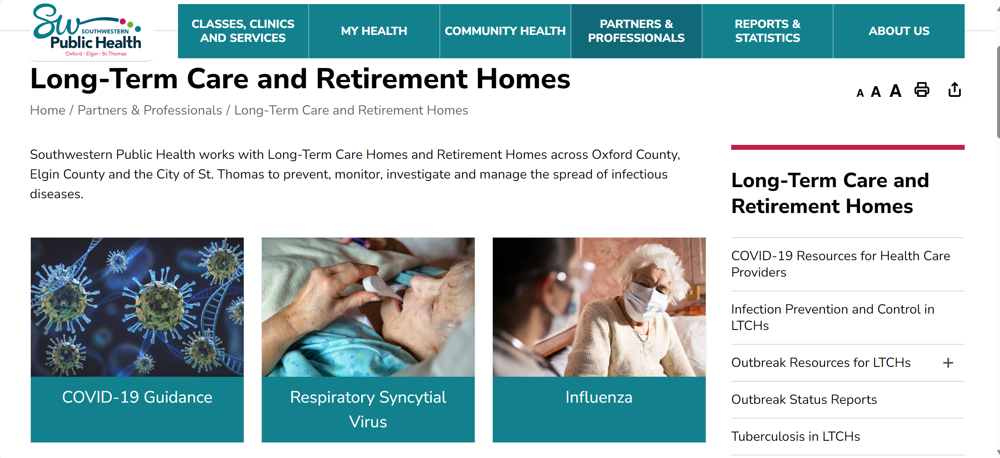 SW
SOUTHWESTERN
Public Health
Oxford · Elgin · St.Thomas
CLASSES, CLINICS
AND SERVICES
MY HEALTH
COMMUNITY HEALTH
PARTNERS &
PROFESSIONALS
REPORTS &
STATISTICS
ABOUT US
Long-Term Care and Retirement Homes
A A A
Home / Partners & Professionals / Long-Term Care and Retirement Homes
Southwestern Public Health works with Long-Term Care Homes and Retirement Homes across Oxford County,
Elgin County and the City of St. Thomas to prevent, monitor, investigate and manage the spread of infectious
diseases.
COVID-19 Guidance
Respiratory Syncytial
Virus
Influenza
Long-Term Care and
Retirement Homes
COVID-19 Resources for Health Care
Providers
Infection Prevention and Control in
LTCHs
Outbreak Resources for LTCHs
Outbreak Status Reports
Tuberculosis in LTCHs